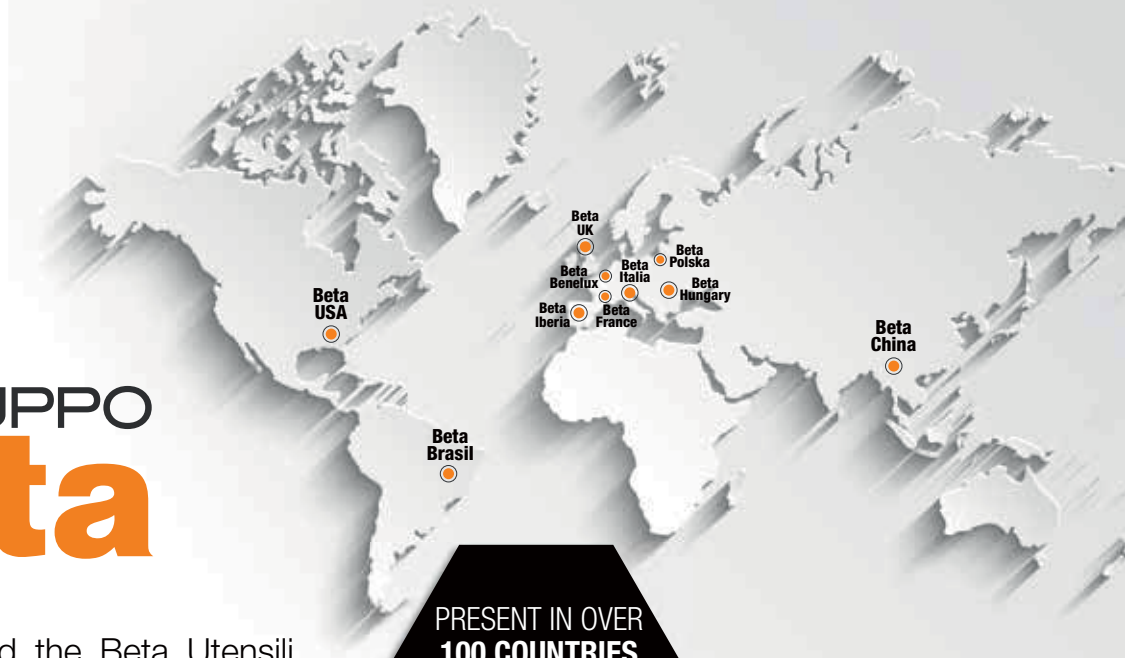 Beta
UK
Beta
Polska
Beta
Benelux
Beta
Italia
Beta
Hungary
Beta
Iberia
Beta
France
Beta
USA
Beta
China
Beta
Brasil
UPPO
ta
PRESENT IN OVER
100 COUNTRIES
the Beta Utensili